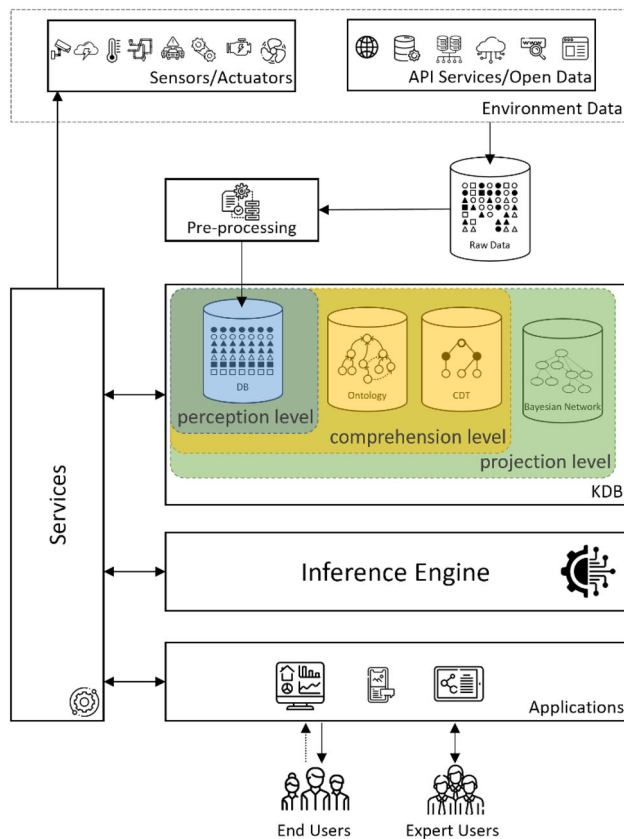 Sensors/Actuators
API Services/Open Data
Environment Data
Raw Data
Pre-processing
DB
Ontology
CDT
Bayesian Network
perception level
comprehension level
projection level
KDB
Services
Inference Engine
Applications
End Users
Expert Users